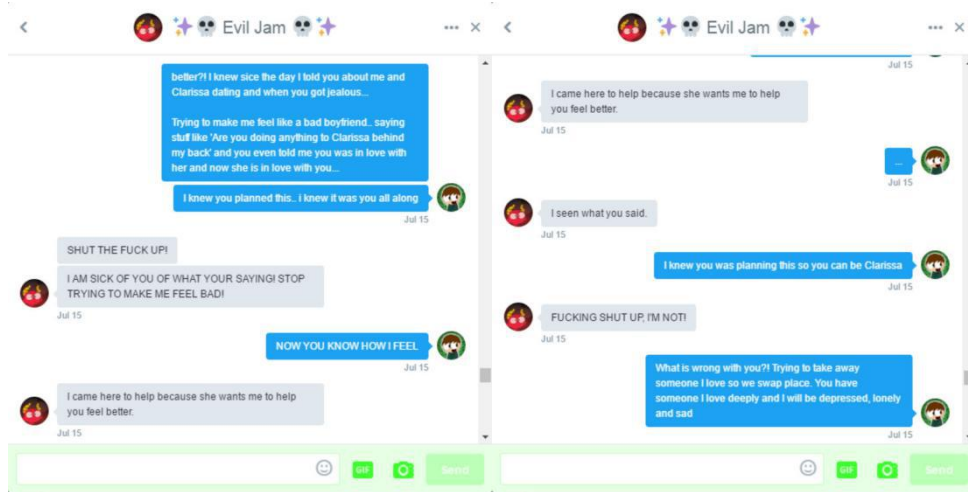 Evil Jam
better?! I knew sice the day I told you about me and
Clarissa dating and when you got jealous...
Trying to make me feel like a bad boyfriend.. saying
stuff like 'Are you doing anything to Clarissa behind
my back' and you even told me you was in love with
her and now she is in love with you...
I knew you planned this.. i knew it was you all along
Jul 15
SHUT THE FUCK UP!
I AM SICK OF YOU OF WHAT YOUR SAYING! STOP
TRYING TO MAKE ME FEEL BAD!
Jul 15
NOW YOU KNOW HOW I FEEL
Jul 15
I came here to help because she wants me to help
you feel better.
Jul 15
GIF
Send
Evil Jam
Jul 15
I came here to help because she wants me to help
you feel better.
Jul 15
...
Jul 15
I seen what you said.
Jul 15
I knew you was planning this so you can be Clarissa
Jul 15
FUCKING SHUT UP, I'M NOT!
Jul 15
What is wrong with you?! Trying to take away
someone I love so we swap place. You have
someone I love deeply and I will be depressed, lonely
and sad
Jul 15
GIF
Send